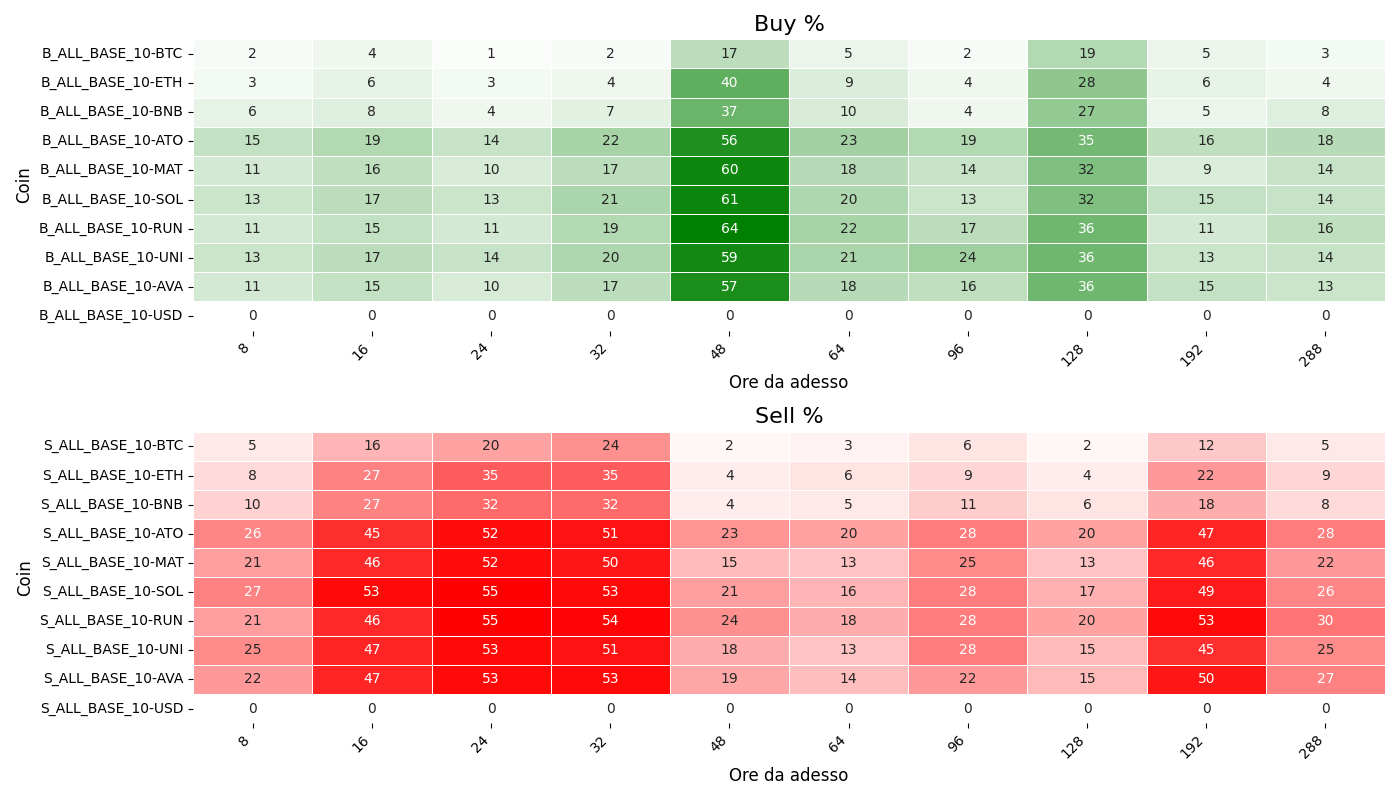 Buy %
Coin
B_ALL_BASE_10-BTC 2 4 1 2 17 5 2 19 5 3
B_ALL_BASE_10-ETH 3 6 3 4 40 9 4 28 6 4
B_ALL_BASE_10-BNB 6 8 4 7 37 10 4 27 5 8
B_ALL_BASE_10-ATO 15 19 14 22 56 23 19 35 16 18
B_ALL_BASE_10-MAT 11 16 10 17 60 18 14 32 9 14
B_ALL_BASE_10-SOL 13 17 13 21 61 20 13 32 15 14
B_ALL_BASE_10-RUN 11 15 11 19 64 22 17 36 11 16
B_ALL_BASE_10-UNI 13 17 14 20 59 21 24 36 13 14
B_ALL_BASE_10-AVA 11 15 10 17 57 18 16 36 15 13
B_ALL_BASE_10-USD 0 0 0 0 0 0 0 0 0 0
8 16 24 32 48 64 96 128 192 288
Ore da adesso
Sell %
Coin
S_ALL_BASE_10-BTC 5 16 20 24 2 3 6 2 12 5
S_ALL_BASE_10-ETH 8 27 35 35 4 6 9 4 22 9
S_ALL_BASE_10-BNB 10 27 32 32 4 5 11 6 18 8
S_ALL_BASE_10-ATO 26 45 52 51 23 20 28 20 47 28
S_ALL_BASE_10-MAT 21 46 52 50 15 13 25 13 46 22
S_ALL_BASE_10-SOL 27 53 55 53 21 16 28 17 49 26
S_ALL_BASE_10-RUN 21 46 55 54 24 18 28 20 53 30
S_ALL_BASE_10-UNI 25 47 53 51 18 13 28 15 45 25
S_ALL_BASE_10-AVA 22 47 53 53 19 14 22 15 50 27
S_ALL_BASE_10-USD 0 0 0 0 0 0 0 0 0 0
8 16 24 32 48 64 96 128 192 288
Ore da adesso